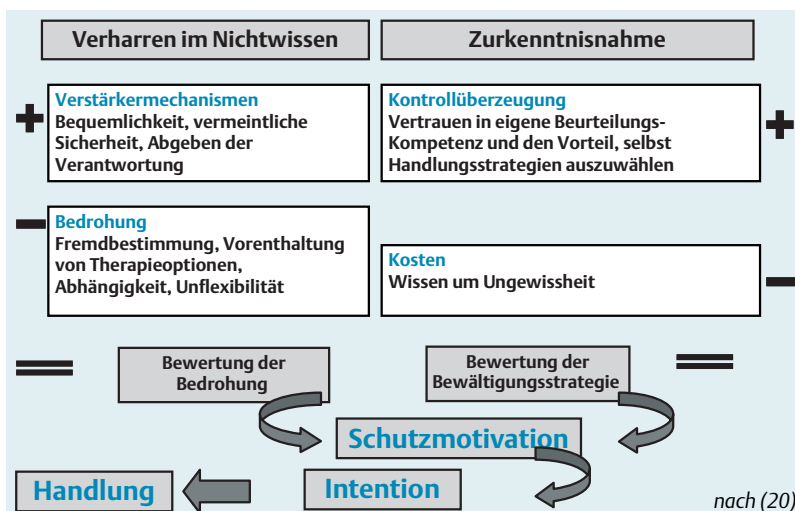 Verharren im Nichtwissen
Zurkenntnisnahme
+
Verstärkermechanismen
Bequemlichkeit, vermeintliche
Sicherheit, Abgeben der
Verantwortung
Kontrollüberzeugung
Vertrauen in eigene Beurteilungs-
Kompetenz und den Vorteil, selbst
Handlungsstrategien auszuwählen
+
–
Bedrohung
Fremdbestimmung, Vorenthaltung
von Therapieoptionen,
Abhängigkeit, Unflexibilität
Kosten
Wissen um Ungewissheit
–
=
Bewertung der
Bedrohung
Bewertung der
Bewältigungsstrategie
=
Schutzmotivation
Handlung
Intention
nach (20)